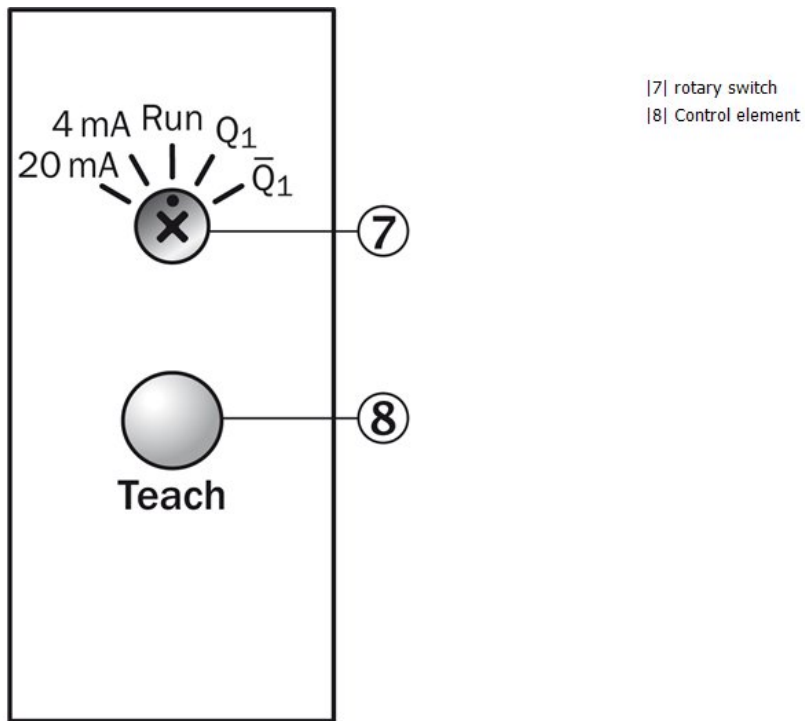 20 mA
4 mA
Run
Q₁
Q̅₁
7
8
Teach
|7| rotary switch
|8| Control element